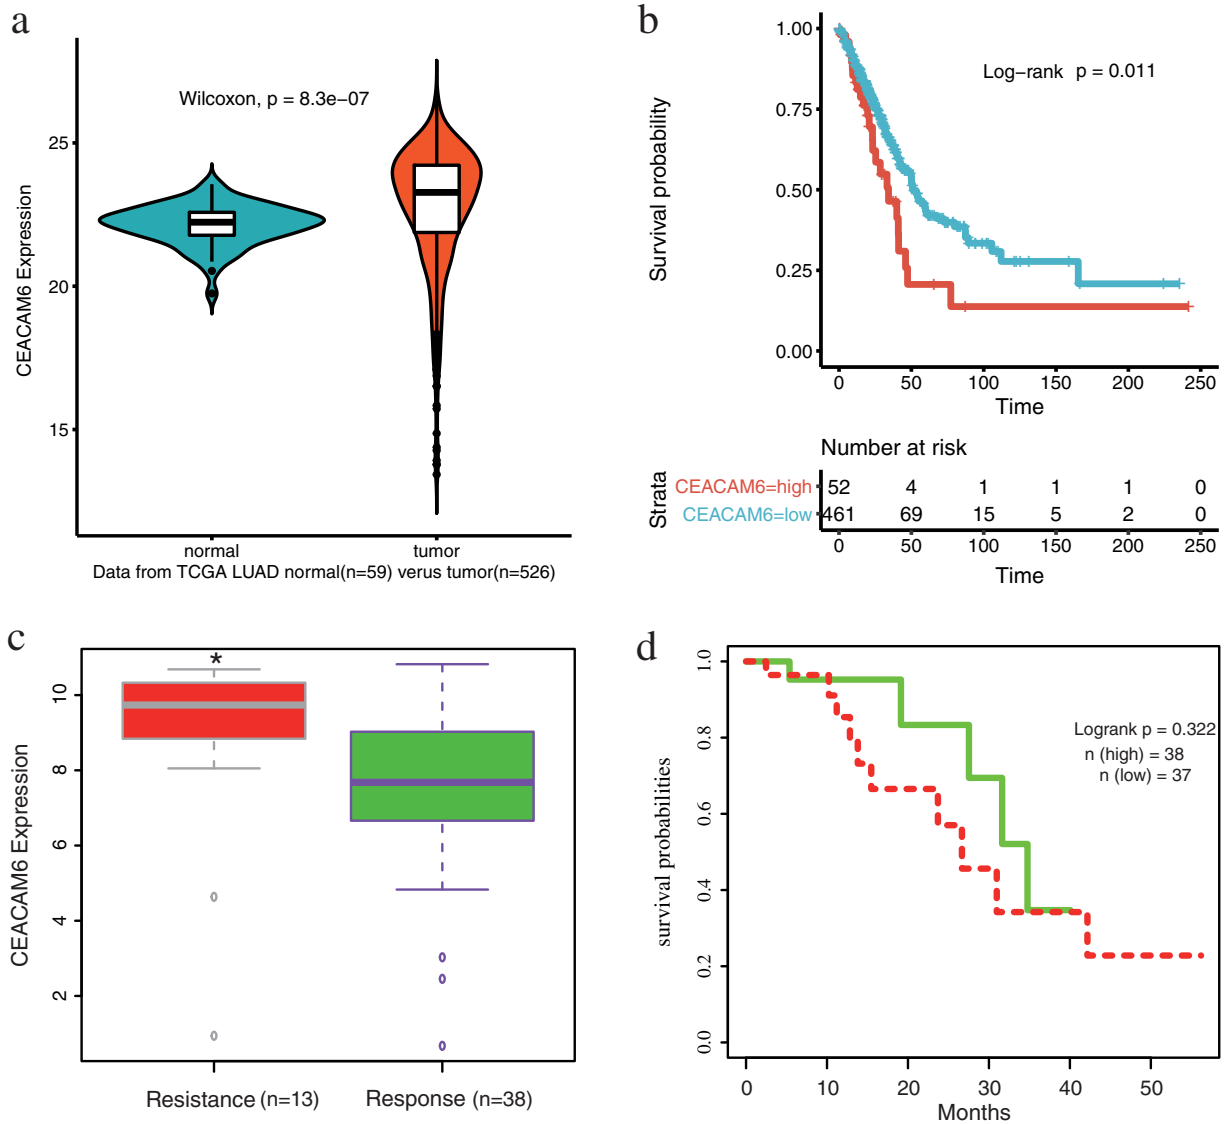 a
Wilcoxon, p = 8.3e−07
CEACAM6 Expression
25
20
15
normal
tumor
Data from TCGA LUAD normal(n=59) verus tumor(n=526)
b
Log−rank p = 0.011
Survival probability
1.00
0.75
0.50
0.25
0.00
0 50 100 150 200 250
Time
Number at risk
Strata
CEACAM6=high 52 4 1 1 1 0
CEACAM6=low 461 69 15 5 2 0
0 50 100 150 200 250
Time
c
*
CEACAM6 Expression
10
8
6
4
2
Resistance (n=13)
Response (n=38)
d
Logrank p = 0.322
n (high) = 38
n (low) = 37
survival probabilities
1.0
0.8
0.6
0.4
0.2
0.0
0 10 20 30 40 50
Months